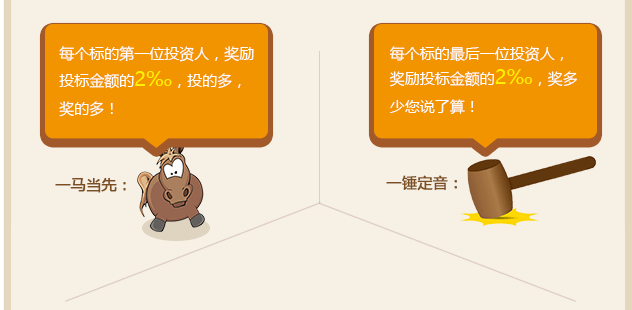 每个标的第一位投资人，奖励
投标金额的2‰，投的多，
奖的多！
一马当先：
每个标的最后一位投资人，
奖励投标金额的2‰，奖多
少您说了算！
一锤定音：